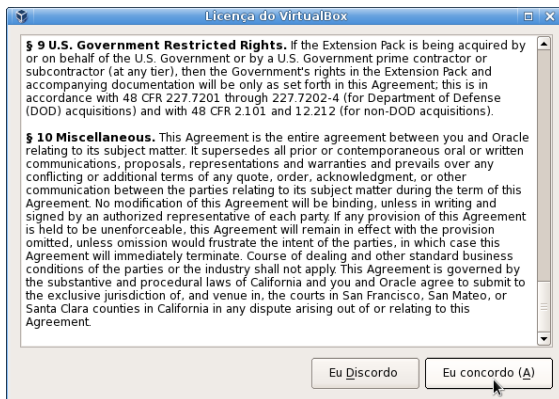 Licença do VirtualBox
§ 9 U.S. Government Restricted Rights. If the Extension Pack is being acquired by
or on behalf of the U.S. Government or by a U.S. Government prime contractor or
subcontractor (at any tier), then the Government's rights in the Extension Pack and
accompanying documentation will be only as set forth in this Agreement; this is in
accordance with 48 CFR 227.7201 through 227.7202-4 (for Department of Defense
(DOD) acquisitions) and with 48 CFR 2.101 and 12.212 (for non-DOD acquisitions).
§ 10 Miscellaneous. This Agreement is the entire agreement between you and Oracle
relating to its subject matter. It supersedes all prior or contemporaneous oral or written
communications, proposals, representations and warranties and prevails over any
conflicting or additional terms of any quote, order, acknowledgment, or other
communication between the parties relating to its subject matter during the term of this
Agreement. No modification of this Agreement will be binding, unless in writing and
signed by an authorized representative of each party. If any provision of this Agreement
is held to be unenforceable, this Agreement will remain in effect with the provision
omitted, unless omission would frustrate the intent of the parties, in which case this
Agreement will immediately terminate. Course of dealing and other standard business
conditions of the parties or the industry shall not apply. This Agreement is governed by
the substantive and procedural laws of California and you and Oracle agree to submit to
the exclusive jurisdiction of, and venue in, the courts in San Francisco, San Mateo, or
Santa Clara counties in California in any dispute arising out of or relating to this
Agreement.
Eu Discordo
Eu concordo (A)